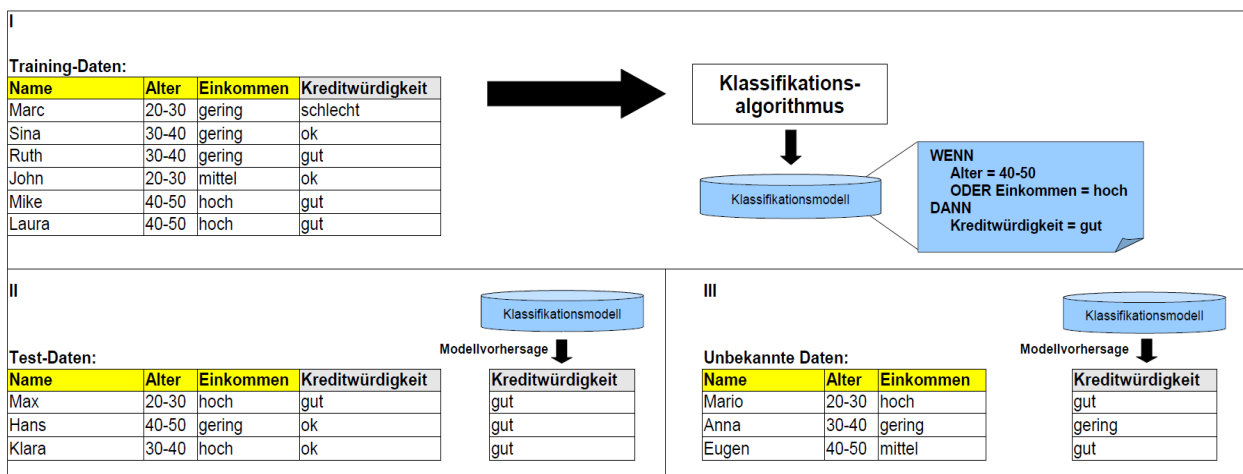 I
Training-Daten:
Name Alter Einkommen Kreditwürdigkeit
Marc 20-30 gering schlecht
Sina 30-40 gering ok
Ruth 30-40 gering gut
John 20-30 mittel ok
Mike 40-50 hoch gut
Laura 40-50 hoch gut
Klassifikations-
algorithmus
Klassifikationsmodell
WENN
Alter = 40-50
ODER Einkommen = hoch
DANN
Kreditwürdigkeit = gut
II
Klassifikationsmodell
Modellvorhersage
Test-Daten:
Name Alter Einkommen Kreditwürdigkeit Kreditwürdigkeit
Max 20-30 hoch gut gut
Hans 40-50 gering ok gut
Klara 30-40 hoch ok gut
III
Klassifikationsmodell
Modellvorhersage
Unbekannte Daten:
Name Alter Einkommen Kreditwürdigkeit
Mario 20-30 hoch gut
Anna 30-40 gering gering
Eugen 40-50 mittel gut